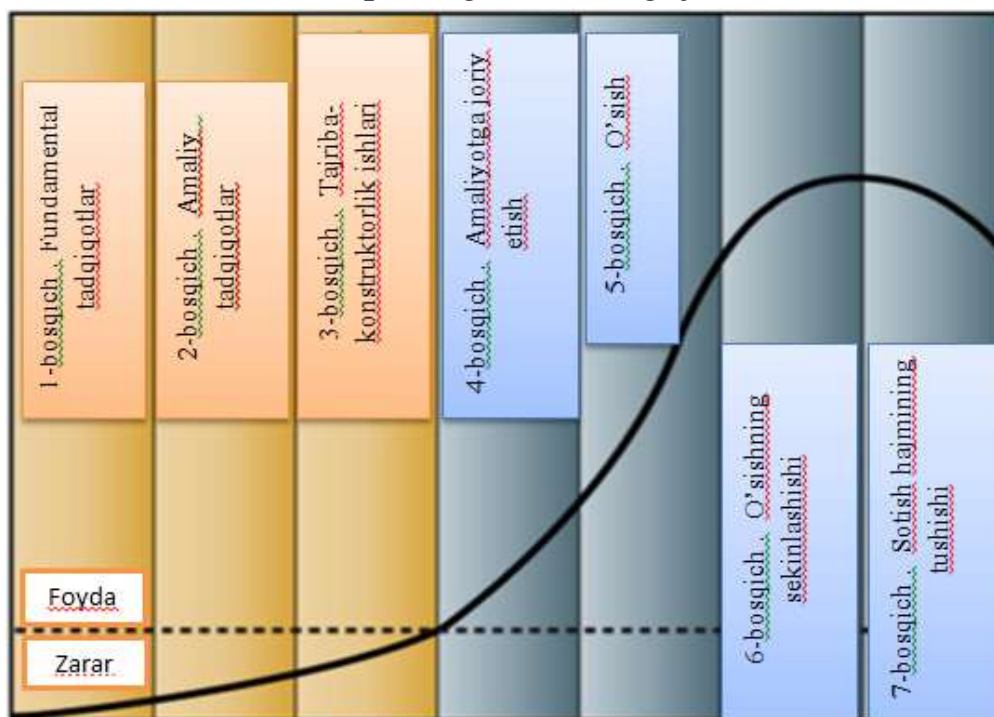 1-bosqich. Fundamental
tadqiqotlar
2-bosqich. Amaliy
tadqiqotlar
3-bosqich. Tajriba-
konstruktorlik ishlari
4-bosqich. Amaliyotga joriy
etish
5-bosqich. O'sish
6-bosqich. O'sishning
sekinlashishi
7-bosqich. Sotish hajmining
tushishi
Foyda
Zarar